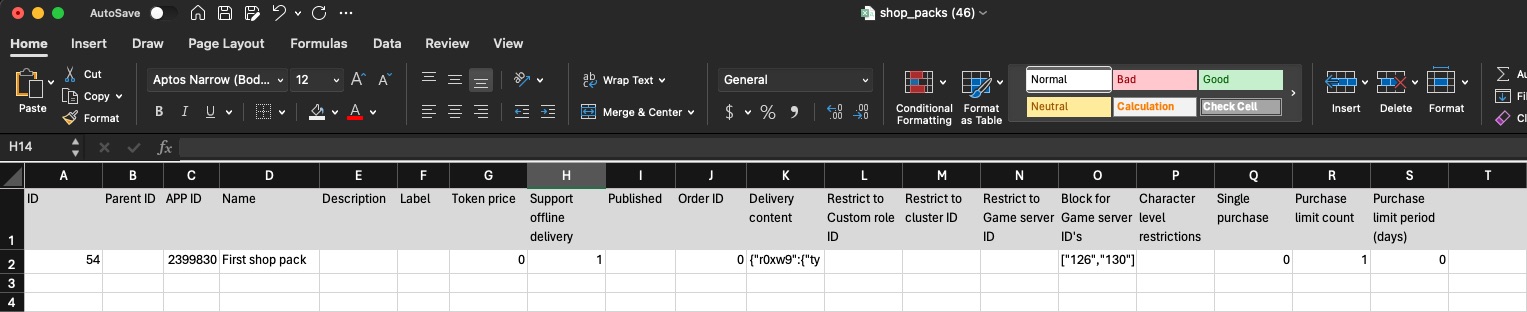 AutoSave
shop_packs (46)
Home Insert Draw Page Layout Formulas Data Review View
Paste Cut Copy Format
Aptos Narrow (Bod... 12 A A
B I U A
ab Wrap Text
Merge & Center
General
$ % 9 .00 .00
Conditional Formatting
Format as Table
Normal Bad Good
Neutral Calculation Check Cell
Insert Delete Format
H14 fx
A B C D E F G H I J K L M N O P Q R S T
1 ID Parent ID APP ID Name Description Label Token price Support offline delivery Published Order ID Delivery content Restrict to Custom role ID Restrict to cluster ID Restrict to Game server ID Block for Game server ID's Character level restrictions Single purchase Purchase limit count Purchase limit period (days)
2 54 2399830 First shop pack 0 1 0 {"r0xw9":{"ty ["126","130"] 0 1 0
3
4